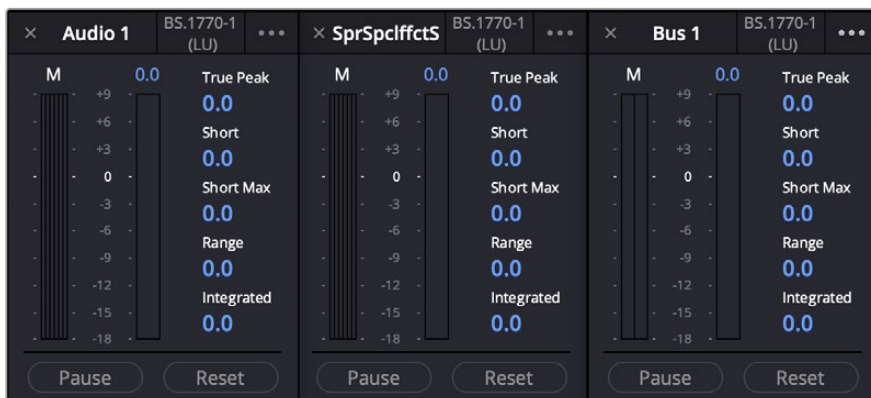 × Audio 1 BS.1770-1 (LU) •••
M 0.0
+9
+6
+3
0
-3
-6
-9
-12
-15
-18
True Peak
0.0
Short
0.0
Short Max
0.0
Range
0.0
Integrated
0.0
Pause Reset
× SprSpclffctS BS.1770-1 (LU) •••
M 0.0
+9
+6
+3
0
-3
-6
-9
-12
-15
-18
True Peak
0.0
Short
0.0
Short Max
0.0
Range
0.0
Integrated
0.0
Pause Reset
× Bus 1 BS.1770-1 (LU) •••
M 0.0
+9
+6
+3
0
-3
-6
-9
-12
-15
-18
True Peak
0.0
Short
0.0
Short Max
0.0
Range
0.0
Integrated
0.0
Pause Reset